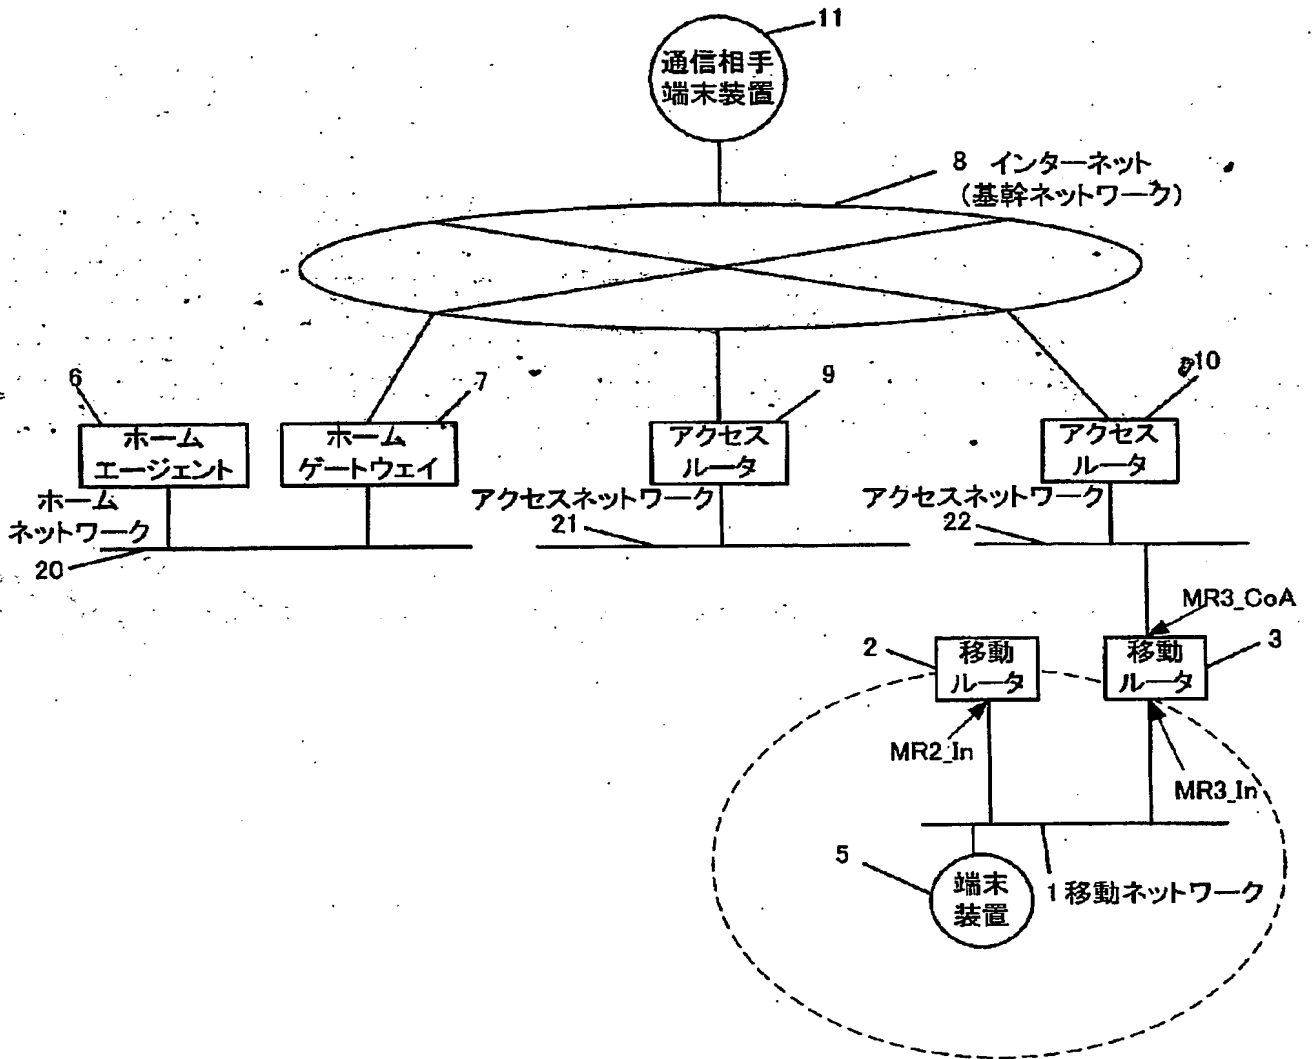 11
通信相手
端末装置
8 インターネット
(基幹ネットワーク)
6
7
9
10
ホーム
エージェント
ホーム
ゲートウェイ
アクセス
ルータ
アクセス
ルータ
ホーム
ネットワーク
20
アクセスネットワーク
21
アクセスネットワーク
22
MR3_CoA
2
移動
ルータ
移動
ルータ
3
MR2_In
MR3_In
5
端末
装置
1 移動ネットワーク